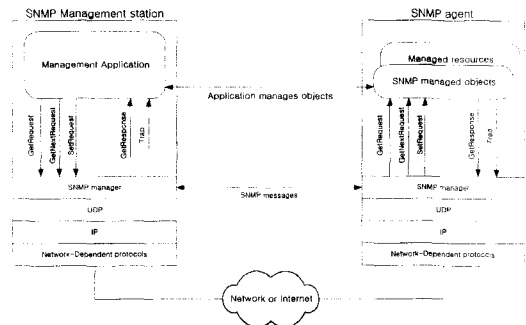 SNMP Management station
SNMP agent
Management Application
Managed resources
SNMP managed objects
Application manages objects
GetRequest
GetNextRequest
SetRequest
GetResponse
Trap
GetRequest
GetNextRequest
SetRequest
GetResponse
Trap
SNMP manager
SNMP messages
SNMP manager
UDP
UDP
IP
IP
Network-Dependent protocols
Network-Dependent protocols
Network or Internet